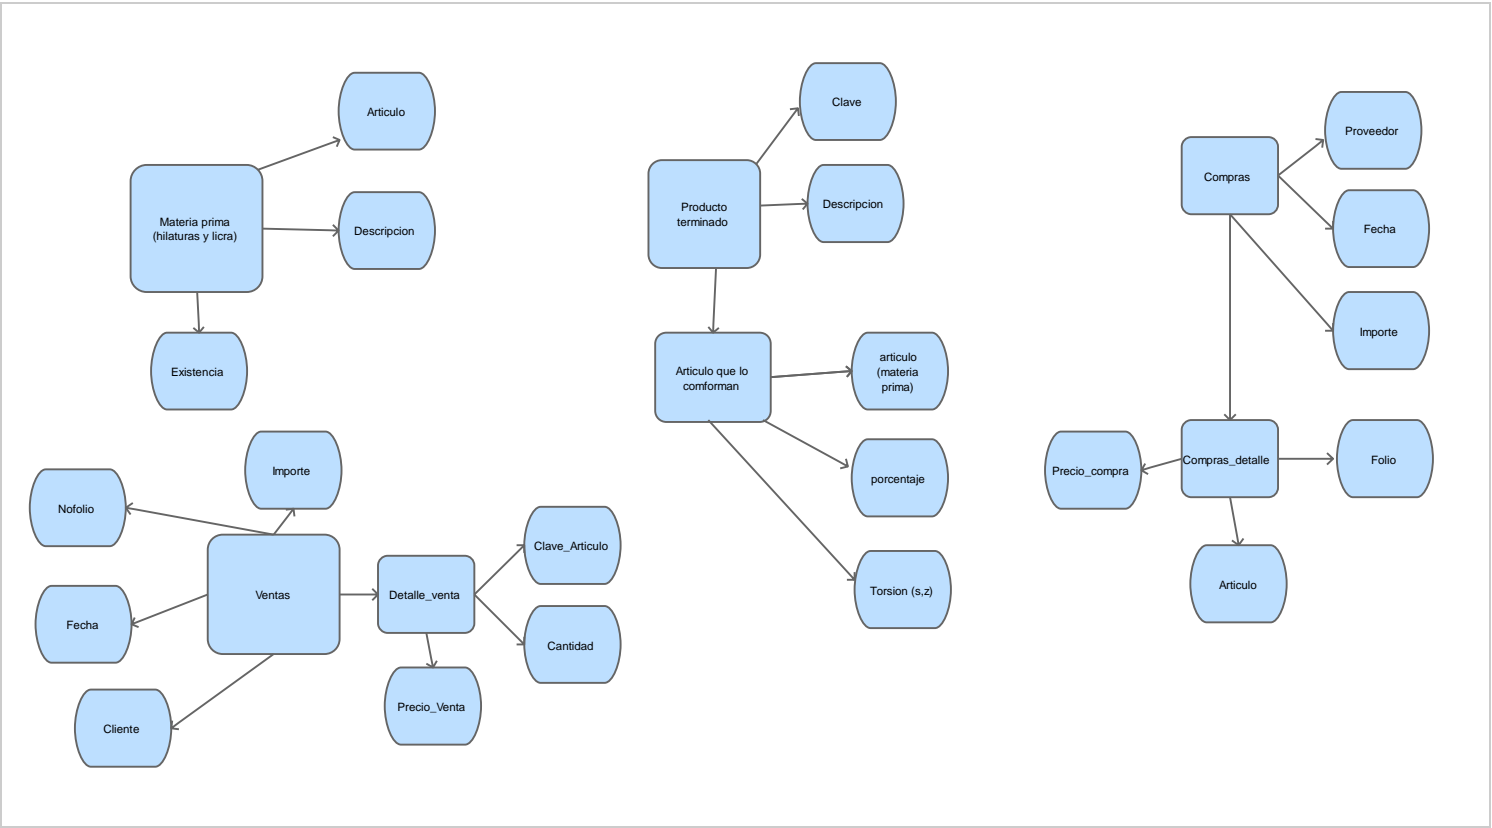 Articulo
Materia prima
(hilaturas y licra)
Descripcion
Existencia
Clave
Producto
terminado
Descripcion
Articulo que lo
comforman
articulo
(materia
prima)
porcentaje
Torsion (s,z)
Proveedor
Compras
Fecha
Importe
Precio_compra
Compras_detalle
Folio
Articulo
Importe
Nofolio
Ventas
Fecha
Cliente
Detalle_venta
Clave_Articulo
Cantidad
Precio_Venta